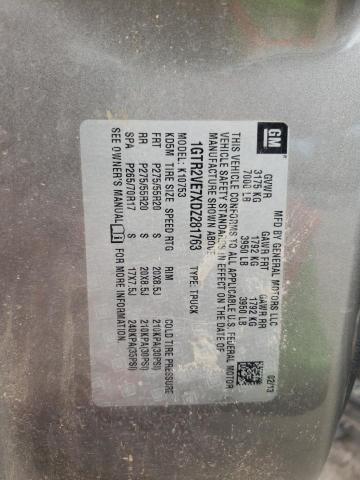 GM
MFD BY GENERAL MOTORS LLC
GVWR GAWR FRT GAWR RR
3175 KG 1792 KG 1792 KG
7000 LB 3950 LB 3950 LB
02/13
THIS VEHICLE CONFORMS TO ALL APPLICABLE U.S. FEDERAL MOTOR
VEHICLE SAFETY STANDARDS IN EFFECT ON THE DATE OF
MANUFACTURE SHOWN ABOVE.
1GTR2VE7XDZ281763 TYPE: TRUCK
MODEL: K10753
KD5M TIRE SIZE SPEED RTG RIM COLD TIRE PRESSURE
FRT P275/55R20 S 20X8.5J 210KPA(30PSI)
RR P275/55R20 S 20X8.5J 210KPA(30PSI)
SPA P265/70R17 S 17X7.5J 240KPA(35PSI)
SEE OWNER'S MANUAL FOR MORE INFORMATION.